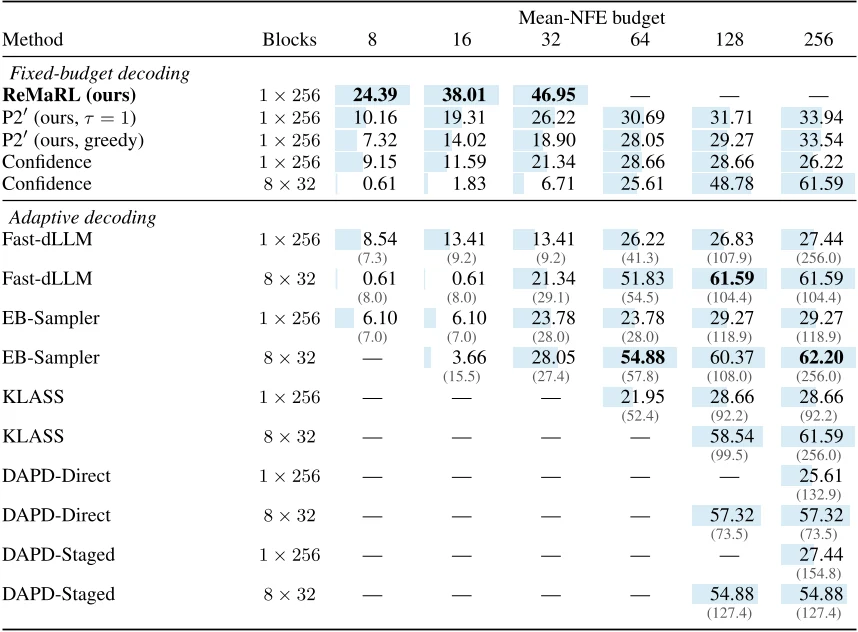 Mean-NFE budget
Method Blocks 8 16 32 64 128 256
Fixed-budget decoding
ReMaRL (ours) 1 × 256 24.39 38.01 46.95 — — —
P2′ (ours, τ = 1) 1 × 256 10.16 19.31 26.22 30.69 31.71 33.94
P2′ (ours, greedy) 1 × 256 7.32 14.02 18.90 28.05 29.27 33.54
Confidence 1 × 256 9.15 11.59 21.34 28.66 28.66 26.22
Confidence 8 × 32 0.61 1.83 6.71 25.61 48.78 61.59
Adaptive decoding
Fast-dLLM 1 × 256 8.54 13.41 13.41 26.22 26.83 27.44
(7.3) (9.2) (9.2) (41.3) (107.9) (256.0)
Fast-dLLM 8 × 32 0.61 0.61 21.34 51.83 61.59 61.59
(8.0) (8.0) (29.1) (54.5) (104.4) (104.4)
EB-Sampler 1 × 256 6.10 6.10 23.78 23.78 29.27 29.27
(7.0) (7.0) (28.0) (28.0) (118.9) (118.9)
EB-Sampler 8 × 32 — 3.66 28.05 54.88 60.37 62.20
(15.5) (27.4) (57.8) (108.0) (256.0)
KLASS 1 × 256 — — — 21.95 28.66 28.66
(52.4) (92.2) (92.2)
KLASS 8 × 32 — — — — 58.54 61.59
(99.5) (256.0)
DAPD-Direct 1 × 256 — — — — — 25.61
(132.9)
DAPD-Direct 8 × 32 — — — — 57.32 57.32
(73.5) (73.5)
DAPD-Staged 1 × 256 — — — — — 27.44
(154.8)
DAPD-Staged 8 × 32 — — — — 54.88 54.88
(127.4) (127.4)